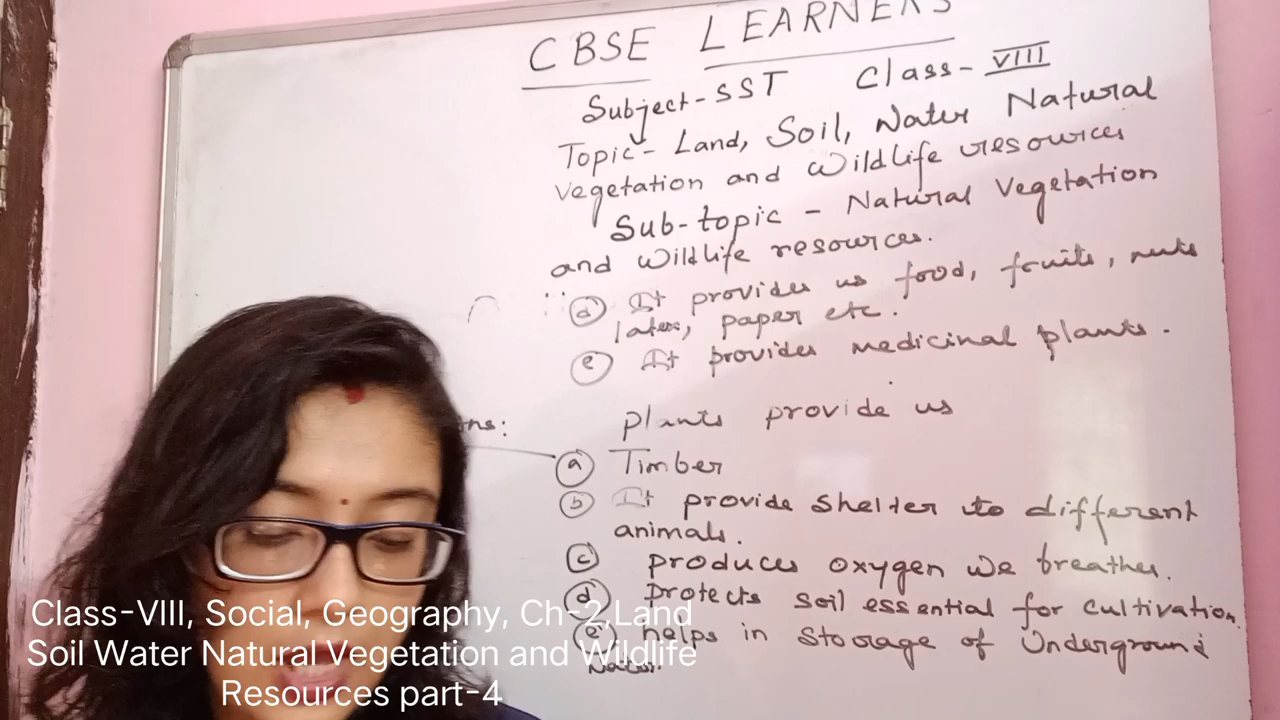 CBSE LEARNERS
Subject-SST Class-VIII
Topic- Land, Soil, Water Natural
Vegetation and Wildlife resources
Sub-topic - Natural Vegetation
and Wildlife resources.
(d) It provides us food, fruits, nuts
latex, paper etc.
(e) It provides medicinal plants.
ns: plants provide us
(a) Timber
(b) It provide shelter to different
animals.
(c) produces oxygen we breathe.
(d) protects soil essential for cultivation.
(e) helps in storage of Underground
Water.
Class-VIII, Social, Geography, Ch-2,Land
Soil Water Natural Vegetation and Wildlife
Resources part-4